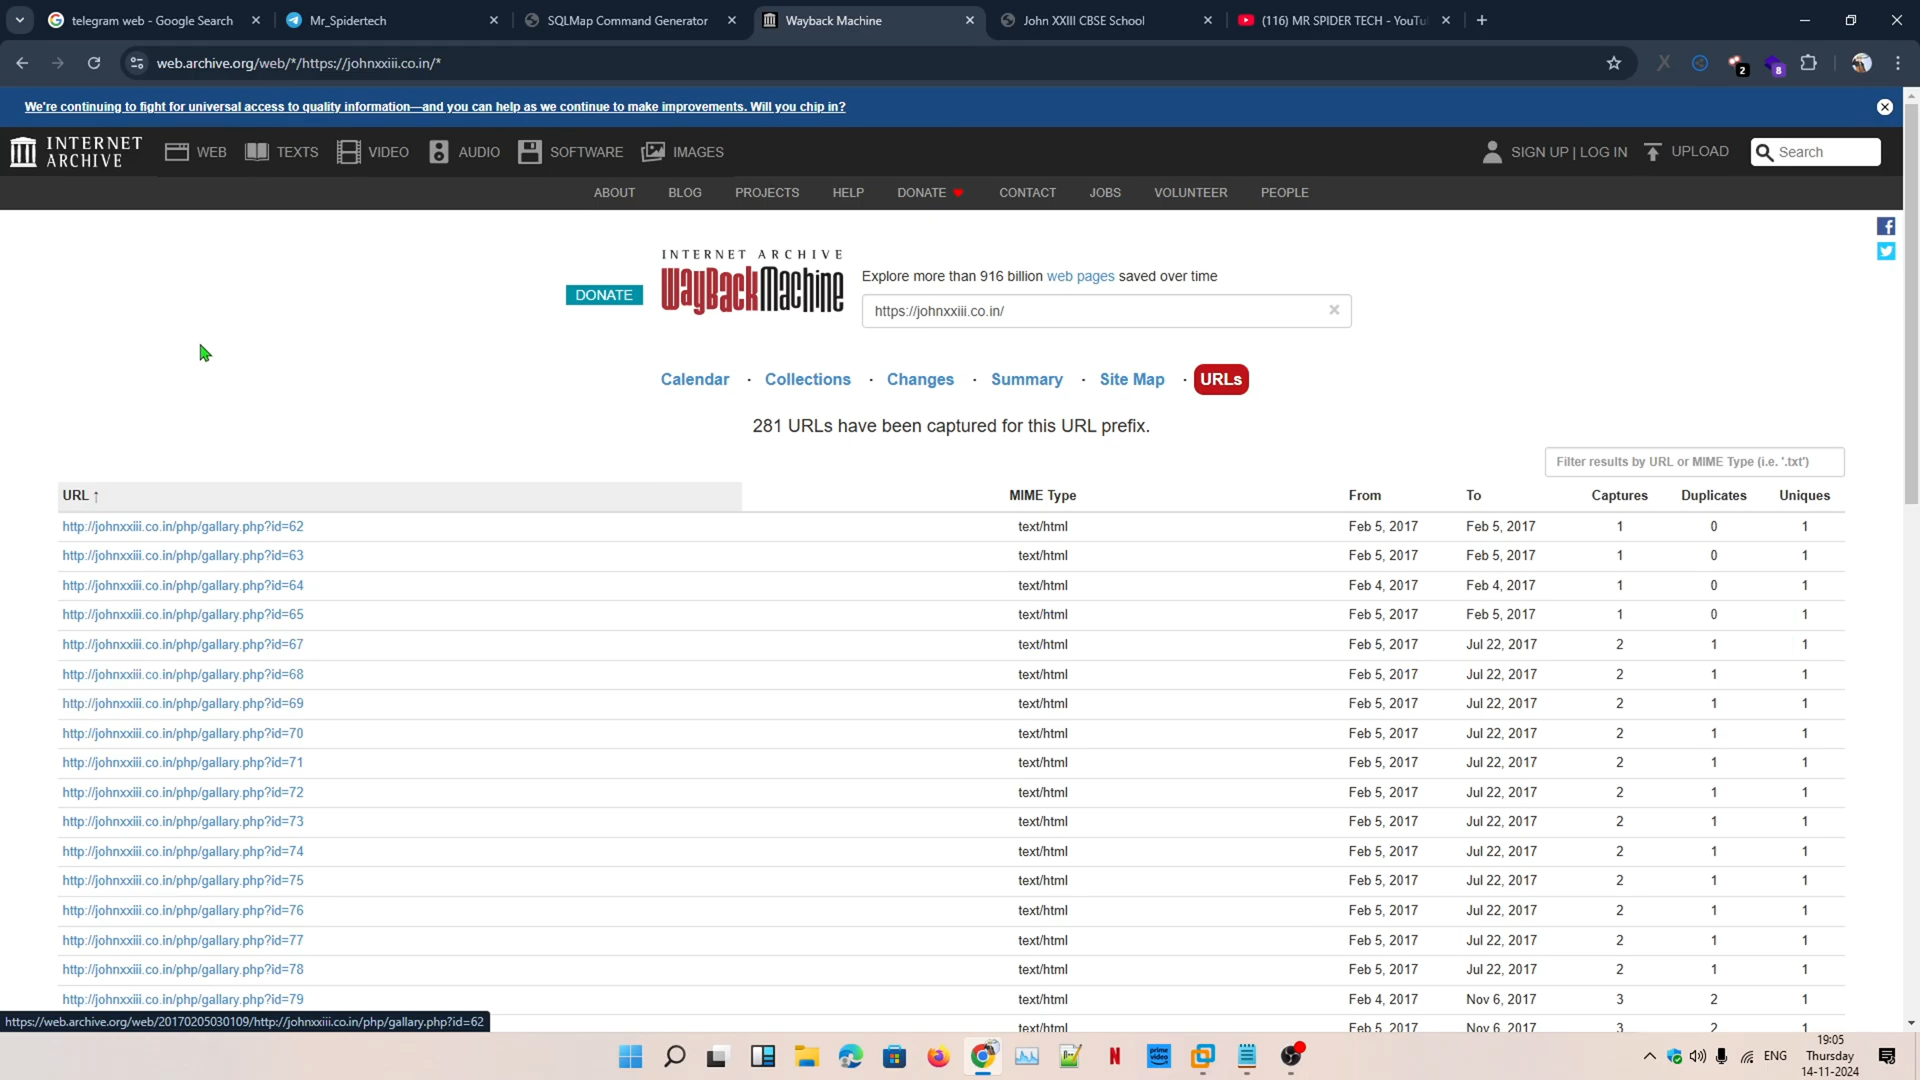 telegram web - Google Search
Mr_Spidertech
SQLMap Command Generator
Wayback Machine
John XXIII CBSE School
(116) MR SPIDER TECH - YouTu
web.archive.org/web/*/https://johnxxiii.co.in/*
2
8
We're continuing to fight for universal access to quality information—and you can help as we continue to make improvements. Will you chip in?
INTERNET ARCHIVE
WEB
TEXTS
VIDEO
AUDIO
SOFTWARE
IMAGES
SIGN UP | LOG IN
UPLOAD
Search
ABOUT
BLOG
PROJECTS
HELP
DONATE
CONTACT
JOBS
VOLUNTEER
PEOPLE
DONATE
INTERNET ARCHIVE
WayBackMachine
Explore more than 916 billion web pages saved over time
https://johnxxiii.co.in/
Calendar · Collections · Changes · Summary · Site Map · URLs
281 URLs have been captured for this URL prefix.
Filter results by URL or MIME Type (i.e. '.txt')
URL ↑ MIME Type From To Captures Duplicates Uniques
http://johnxxiii.co.in/php/gallary.php?id=62 text/html Feb 5, 2017 Feb 5, 2017 1 0 1
http://johnxxiii.co.in/php/gallary.php?id=63 text/html Feb 5, 2017 Feb 5, 2017 1 0 1
http://johnxxiii.co.in/php/gallary.php?id=64 text/html Feb 4, 2017 Feb 4, 2017 1 0 1
http://johnxxiii.co.in/php/gallary.php?id=65 text/html Feb 5, 2017 Feb 5, 2017 1 0 1
http://johnxxiii.co.in/php/gallary.php?id=67 text/html Feb 5, 2017 Jul 22, 2017 2 1 1
http://johnxxiii.co.in/php/gallary.php?id=68 text/html Feb 5, 2017 Jul 22, 2017 2 1 1
http://johnxxiii.co.in/php/gallary.php?id=69 text/html Feb 5, 2017 Jul 22, 2017 2 1 1
http://johnxxiii.co.in/php/gallary.php?id=70 text/html Feb 5, 2017 Jul 22, 2017 2 1 1
http://johnxxiii.co.in/php/gallary.php?id=71 text/html Feb 5, 2017 Jul 22, 2017 2 1 1
http://johnxxiii.co.in/php/gallary.php?id=72 text/html Feb 5, 2017 Jul 22, 2017 2 1 1
http://johnxxiii.co.in/php/gallary.php?id=73 text/html Feb 5, 2017 Jul 22, 2017 2 1 1
http://johnxxiii.co.in/php/gallary.php?id=74 text/html Feb 5, 2017 Jul 22, 2017 2 1 1
http://johnxxiii.co.in/php/gallary.php?id=75 text/html Feb 5, 2017 Jul 22, 2017 2 1 1
http://johnxxiii.co.in/php/gallary.php?id=76 text/html Feb 5, 2017 Jul 22, 2017 2 1 1
http://johnxxiii.co.in/php/gallary.php?id=77 text/html Feb 5, 2017 Jul 22, 2017 2 1 1
http://johnxxiii.co.in/php/gallary.php?id=78 text/html Feb 5, 2017 Jul 22, 2017 2 1 1
http://johnxxiii.co.in/php/gallary.php?id=79 text/html Feb 4, 2017 Nov 6, 2017 3 2 1
text/html Feb 5, 2017 Nov 6, 2017 3 2 1
https://web.archive.org/web/20170205030109/http://johnxxiii.co.in/php/gallary.php?id=62
ENG
19:05
Thursday
14-11-2024